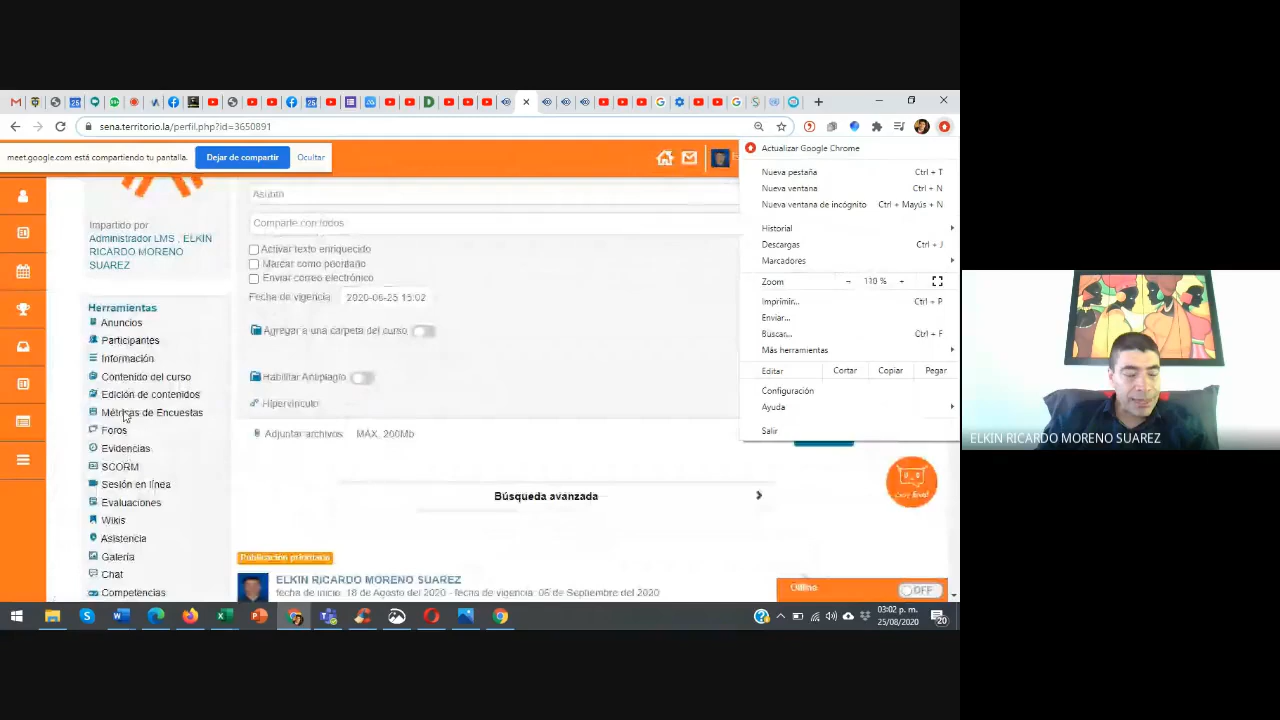 sena.territorio.la/perfil.php?id=3650891
meet.google.com está compartiendo tu pantalla.
Dejar de compartir
Ocultar
Impartido por
Administrador LMS , ELKIN
RICARDO MORENO
SUAREZ
Herramientas
Anuncios
Participantes
Información
Contenido del curso
Edición de contenidos
Métricas de Encuestas
Foros
Evidencias
SCORM
Sesión en línea
Evaluaciones
Wikis
Asistencia
Galería
Chat
Competencias
Asunto
Comparte con todos
Activar texto enriquecido
Marcar como prioritario
Enviar correo electrónico
Fecha de vigencia 2020-08-25 15:02
Agregar a una carpeta del curso
Habilitar Antiplagio
Hipervínculo
Adjuntar archivos MÁX. 200Mb
Búsqueda avanzada
Publicación prioritaria
ELKIN RICARDO MORENO SUAREZ
fecha de inicio: 18 de Agosto del 2020 - fecha de vigencia: 06 de Septiembre del 2020
Actualizar Google Chrome
Nueva pestaña Ctrl + T
Nueva ventana Ctrl + N
Nueva ventana de incógnito Ctrl + Mayús + N
Historial
Descargas Ctrl + J
Marcadores
Zoom − 110 % +
Imprimir... Ctrl + P
Enviar...
Buscar... Ctrl + F
Más herramientas
Editar Cortar Copiar Pegar
Configuración
Ayuda
Salir
Offline
OFF
03:02 p. m.
25/08/2020
20
ELKIN RICARDO MORENO SUAREZ